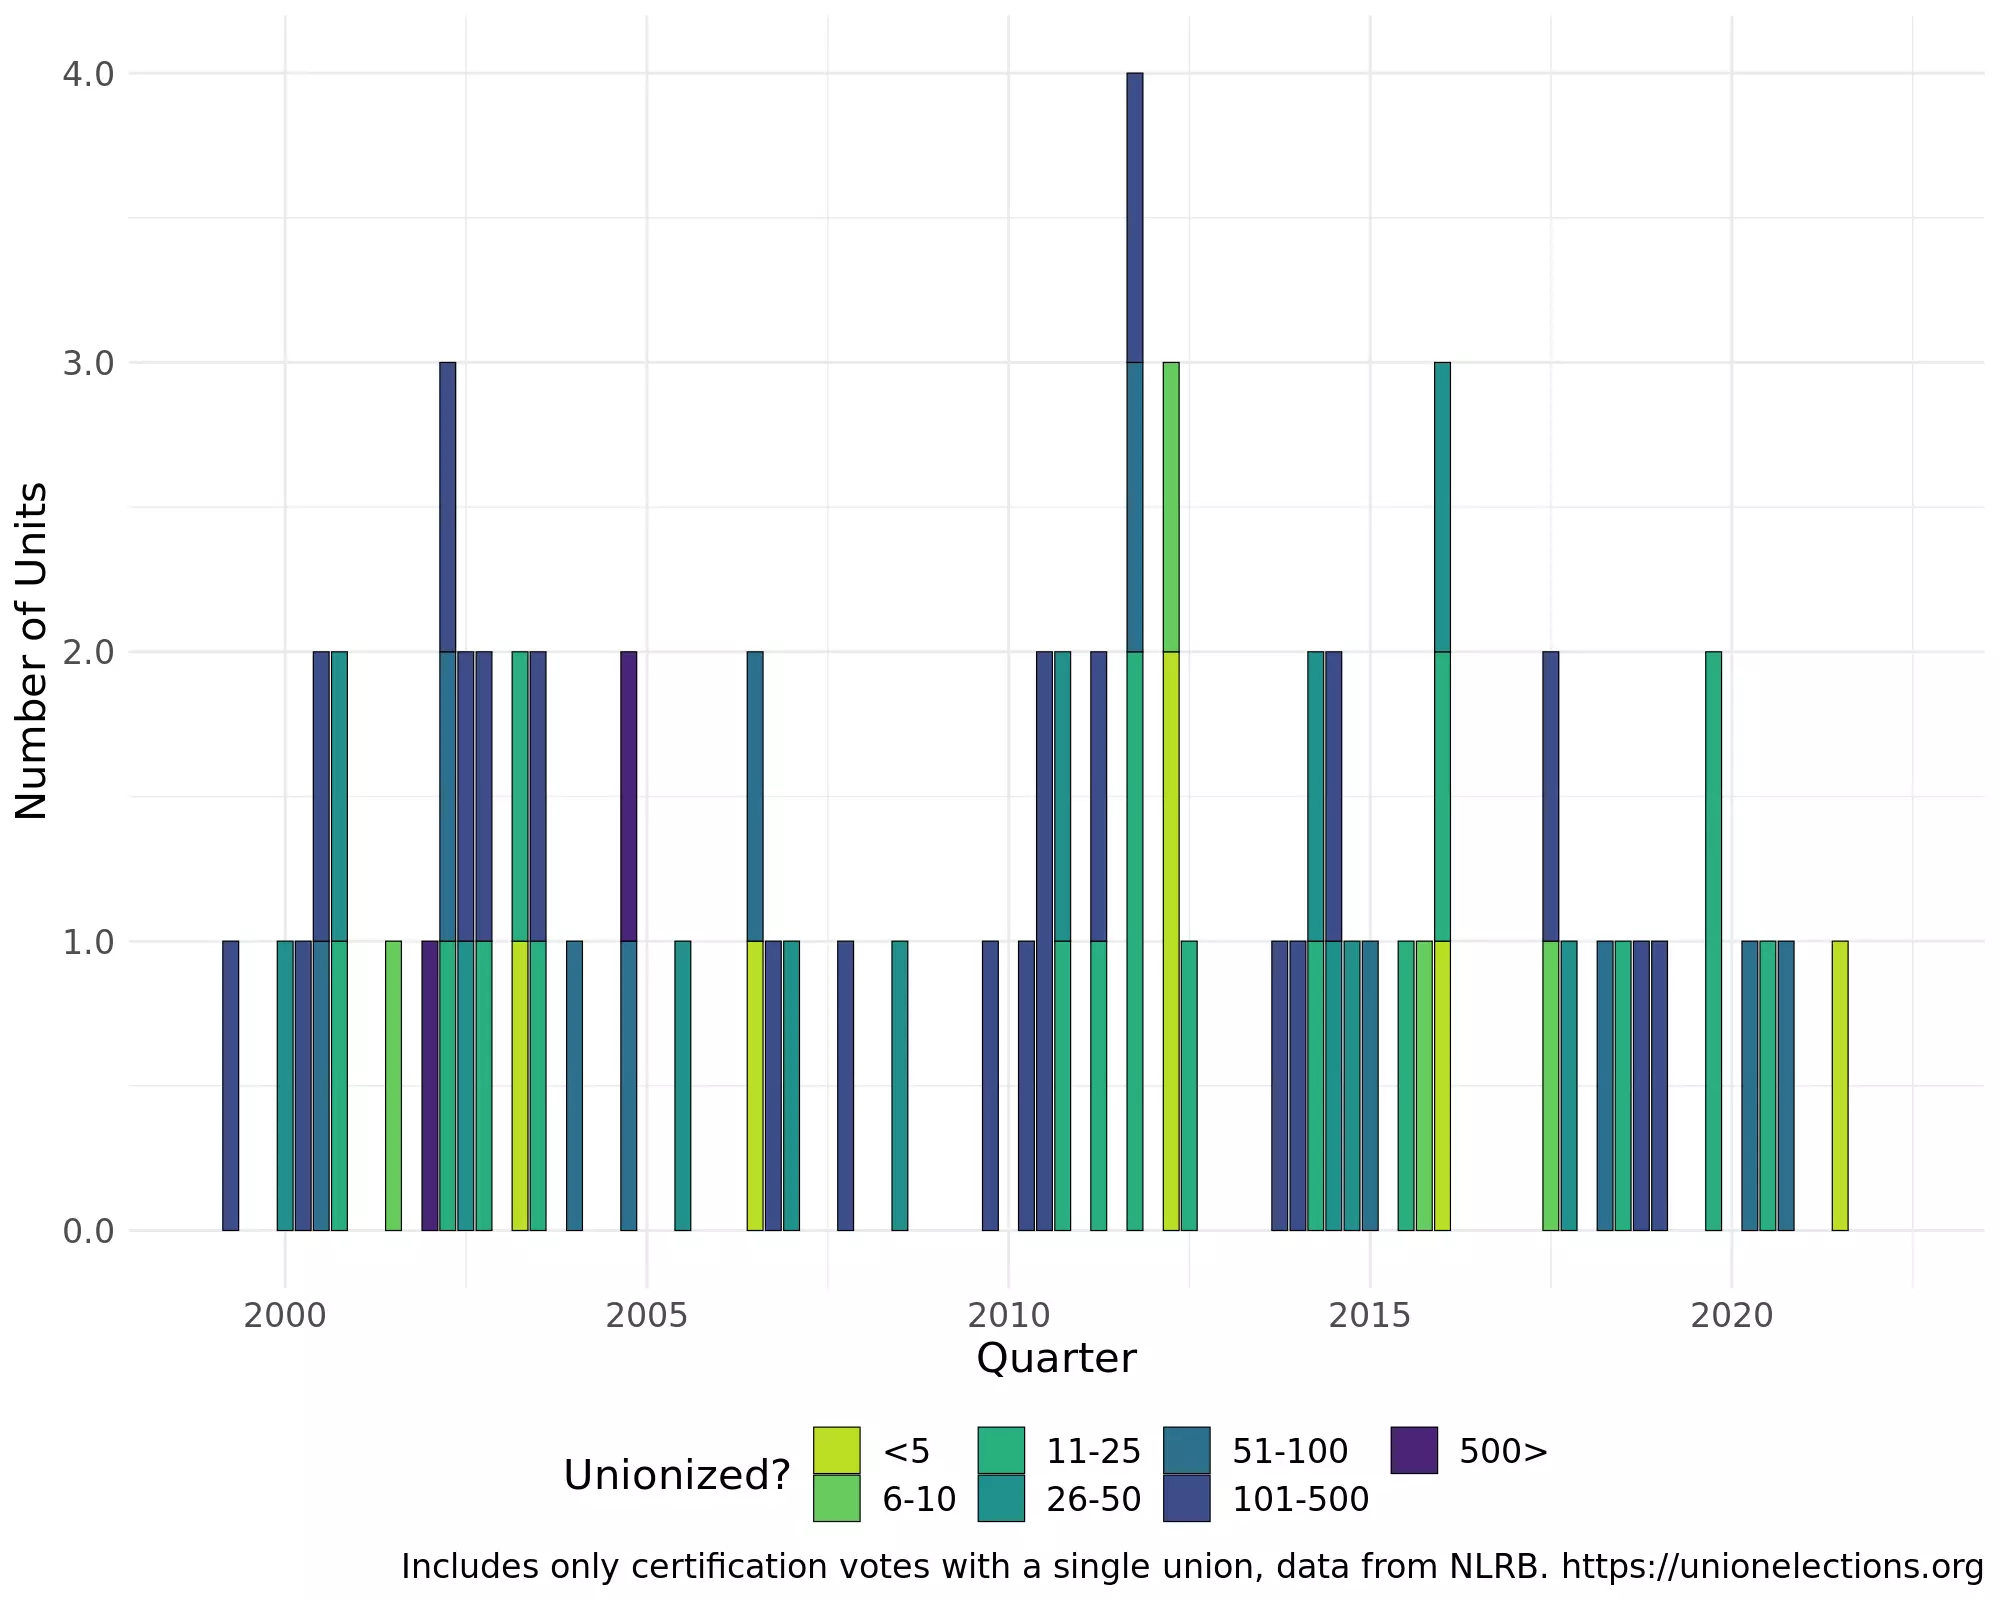 4.0
3.0
2.0
1.0
0.0
Number of Units
2000 2005 2010 2015 2020
Quarter
Unionized?
<5 11-25 51-100 500>
6-10 26-50 101-500
Includes only certification votes with a single union, data from NLRB. https://unionelections.org